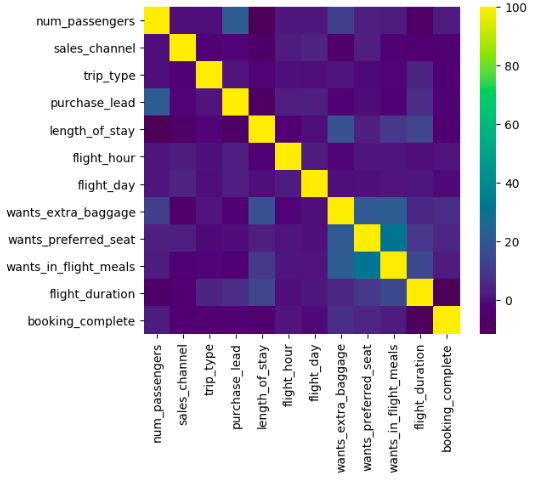 num_passengers
sales_channel
trip_type
purchase_lead
length_of_stay
flight_hour
flight_day
wants_extra_baggage
wants_preferred_seat
wants_in_flight_meals
flight_duration
booking_complete
num_passengers
sales_channel
trip_type
purchase_lead
length_of_stay
flight_hour
flight_day
wants_extra_baggage
wants_preferred_seat
wants_in_flight_meals
flight_duration
booking_complete
100
80
60
40
20
0